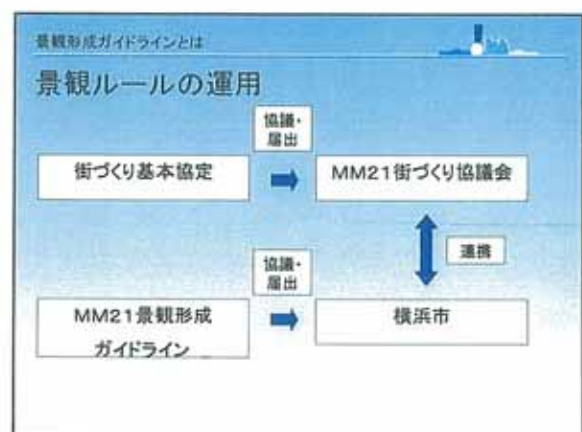 景観形成ガイドラインとは
景観ルールの運用
協議・
届出
街づくり基本協定
MM21街づくり協議会
連携
協議・
届出
MM21景観形成
ガイドライン
横浜市